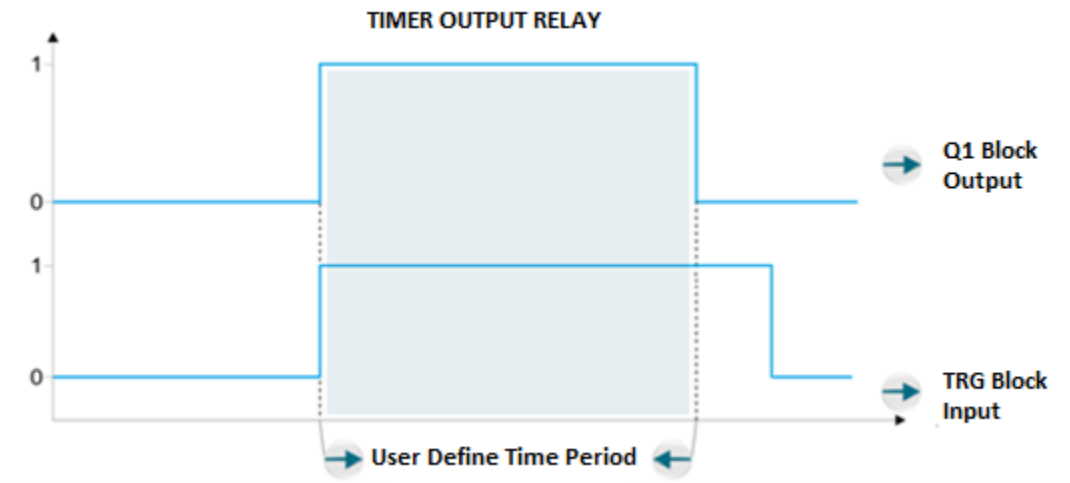 TIMER OUTPUT RELAY
1
0
Q1 Block
Output
1
0
TRG Block
Input
User Define Time Period